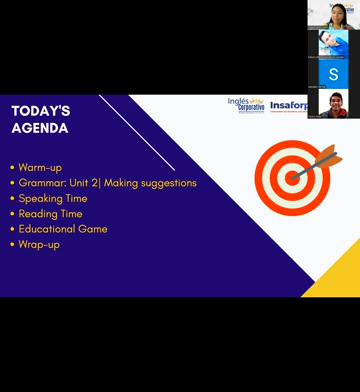 TODAY'S
AGENDA
Inglés
Corporativo
Insaforp
Warm-up
Grammar: Unit 2| Making suggestions
Speaking Time
Reading Time
Educational Game
Wrap-up
S